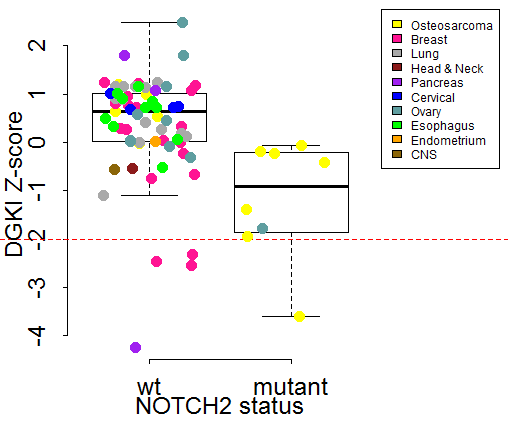 DGKI Z-score
2
1
0
-1
-2
-3
-4
wt mutant
NOTCH2 status
Osteosarcoma
Breast
Lung
Head & Neck
Pancreas
Cervical
Ovary
Esophagus
Endometrium
CNS